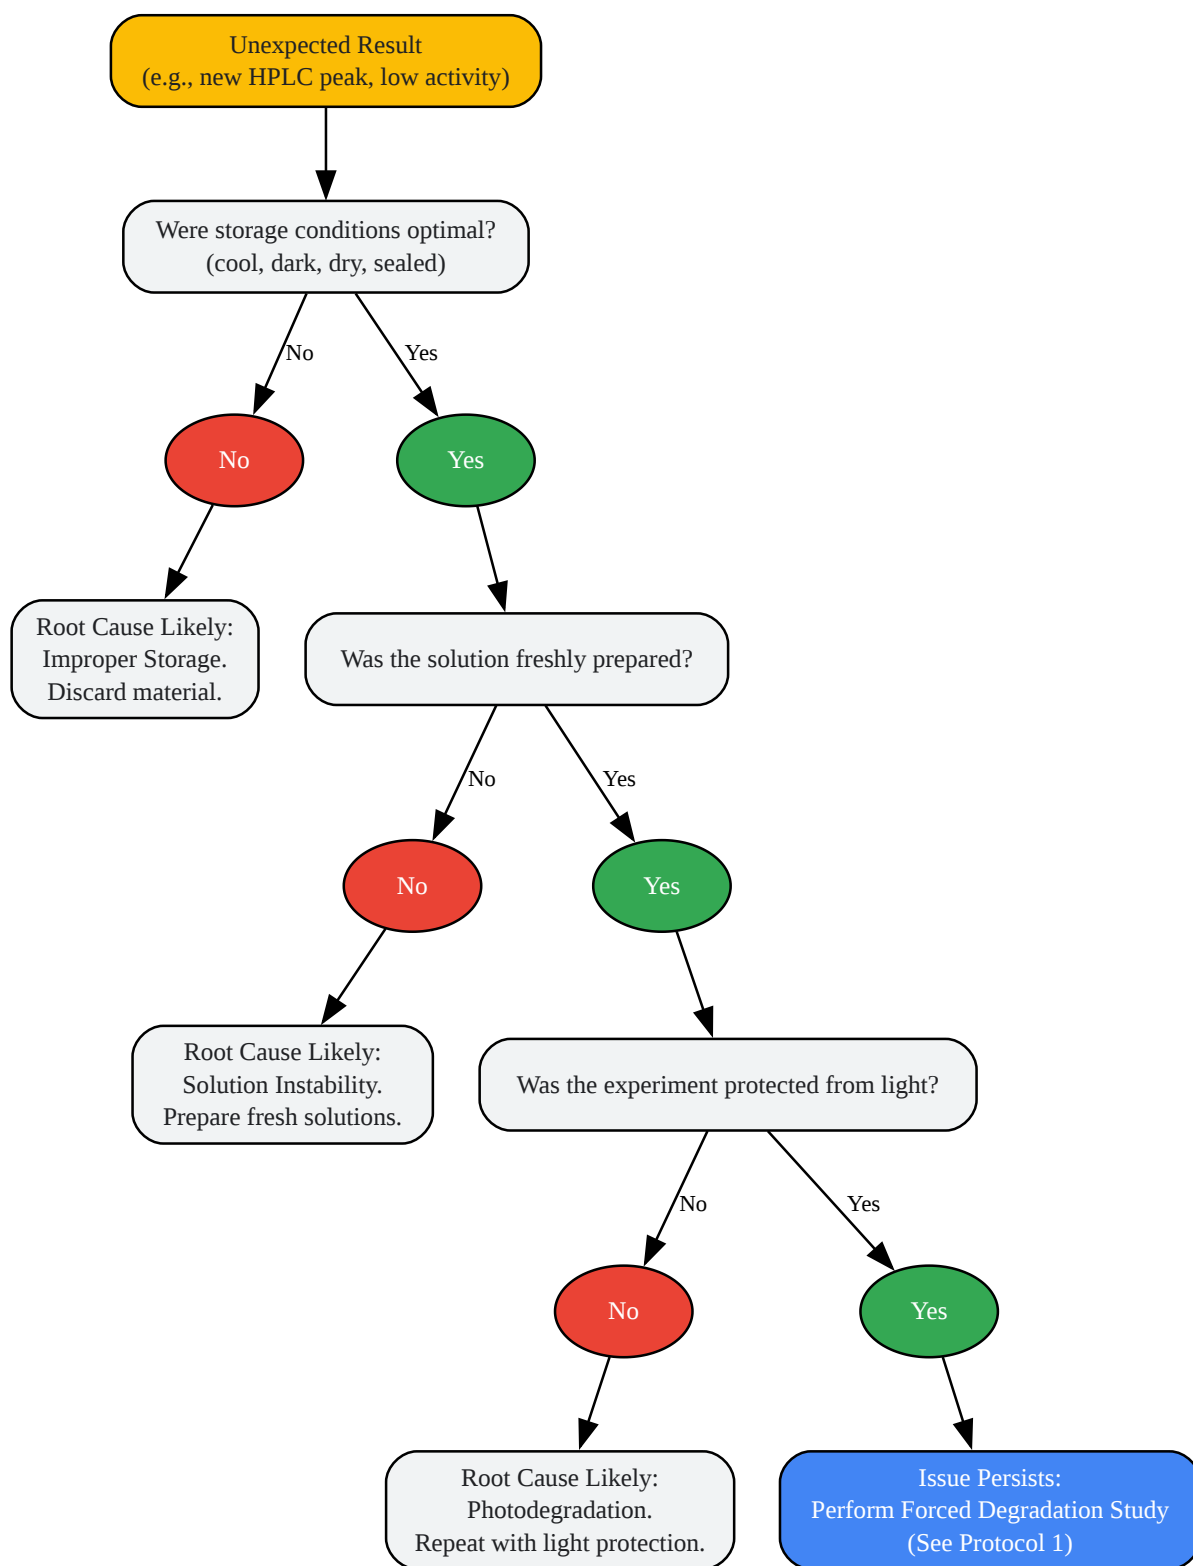 Unexpected Result
(e.g., new HPLC peak, low activity)
Were storage conditions optimal?
(cool, dark, dry, sealed)
No
Yes
No
Yes
Root Cause Likely:
Improper Storage.
Discard material.
Was the solution freshly prepared?
No
Yes
No
Yes
Root Cause Likely:
Solution Instability.
Prepare fresh solutions.
Was the experiment protected from light?
No
Yes
No
Yes
Root Cause Likely:
Photodegradation.
Repeat with light protection.
Issue Persists:
Perform Forced Degradation Study
(See Protocol 1)